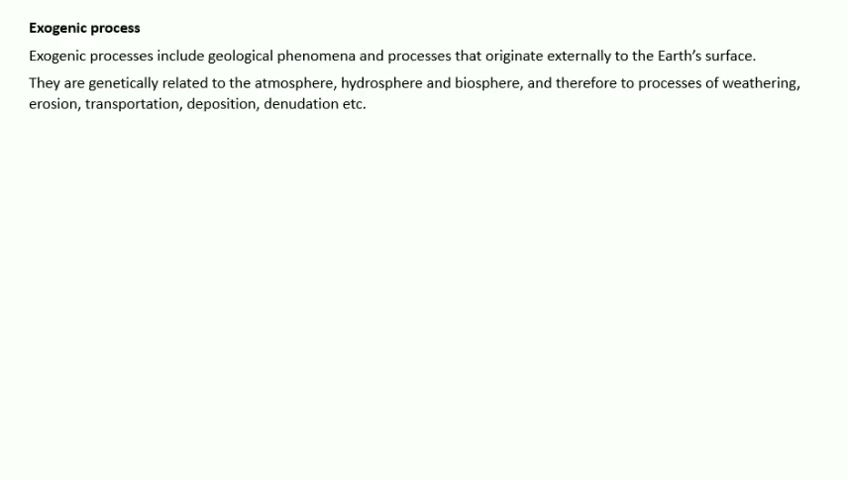 Exogenic process
Exogenic processes include geological phenomena and processes that originate externally to the Earth’s surface.
They are genetically related to the atmosphere, hydrosphere and biosphere, and therefore to processes of weathering,
erosion, transportation, deposition, denudation etc.